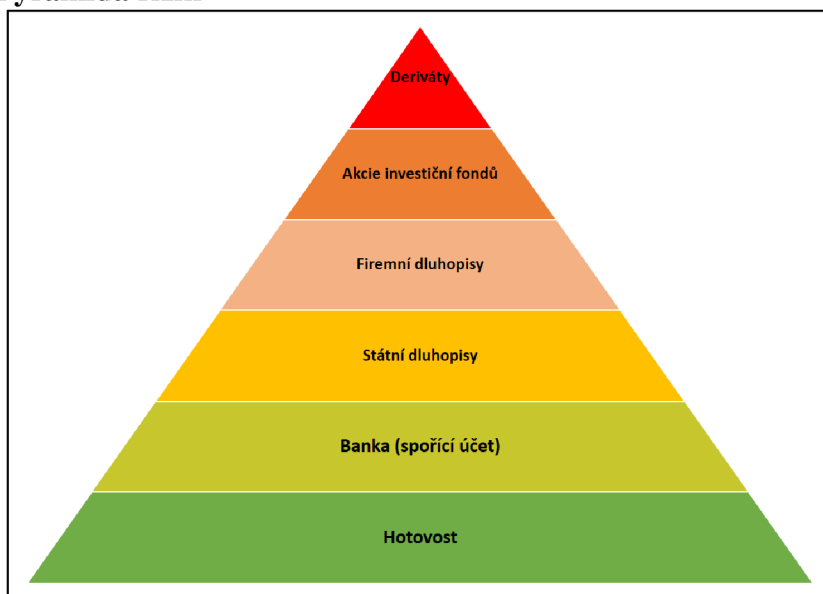 Deriváty
Akcie investiční fondů
Firemní dluhopisy
Státní dluhopisy
Banka (spořící účet)
Hotovost